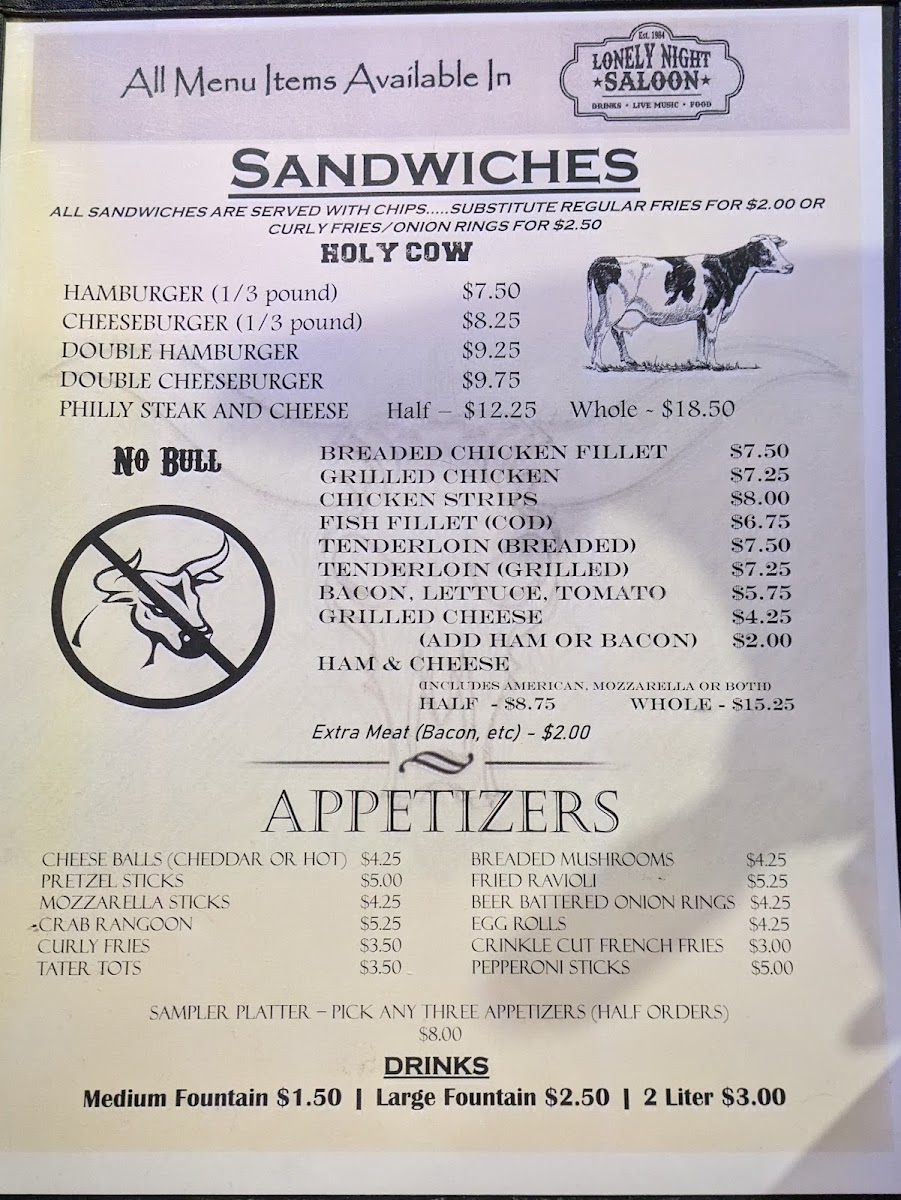 All Menu Items Available In
Est. 1984
LONELY NIGHT
★SALOON★
DRINKS • LIVE MUSIC • FOOD
SANDWICHES
ALL SANDWICHES ARE SERVED WITH CHIPS.....SUBSTITUTE REGULAR FRIES FOR $2.00 OR
CURLY FRIES/ONION RINGS FOR $2.50
HOLY COW
HAMBURGER (1/3 pound) $7.50
CHEESEBURGER (1/3 pound) $8.25
DOUBLE HAMBURGER $9.25
DOUBLE CHEESEBURGER $9.75
PHILLY STEAK AND CHEESE Half – $12.25 Whole ~ $18.50
NO BULL
BREADED CHICKEN FILLET $7.50
GRILLED CHICKEN $7.25
CHICKEN STRIPS $8.00
FISH FILLET (COD) $6.75
TENDERLOIN (BREADED) $7.50
TENDERLOIN (GRILLED) $7.25
BACON, LETTUCE, TOMATO $5.75
GRILLED CHEESE $4.25
(ADD HAM OR BACON) $2.00
HAM & CHEESE
(INCLUDES AMERICAN, MOZZARELLA OR BOTH)
HALF - $8.75 WHOLE - $15.25
Extra Meat (Bacon, etc) - $2.00
APPETIZERS
CHEESE BALLS (CHEDDAR OR HOT) $4.25
PRETZEL STICKS $5.00
MOZZARELLA STICKS $4.25
CRAB RANGOON $5.25
CURLY FRIES $3.50
TATER TOTS $3.50
BREADED MUSHROOMS $4.25
FRIED RAVIOLI $5.25
BEER BATTERED ONION RINGS $4.25
EGG ROLLS $4.25
CRINKLE CUT FRENCH FRIES $3.00
PEPPERONI STICKS $5.00
SAMPLER PLATTER – PICK ANY THREE APPETIZERS (HALF ORDERS)
$8.00
DRINKS
Medium Fountain $1.50 | Large Fountain $2.50 | 2 Liter $3.00